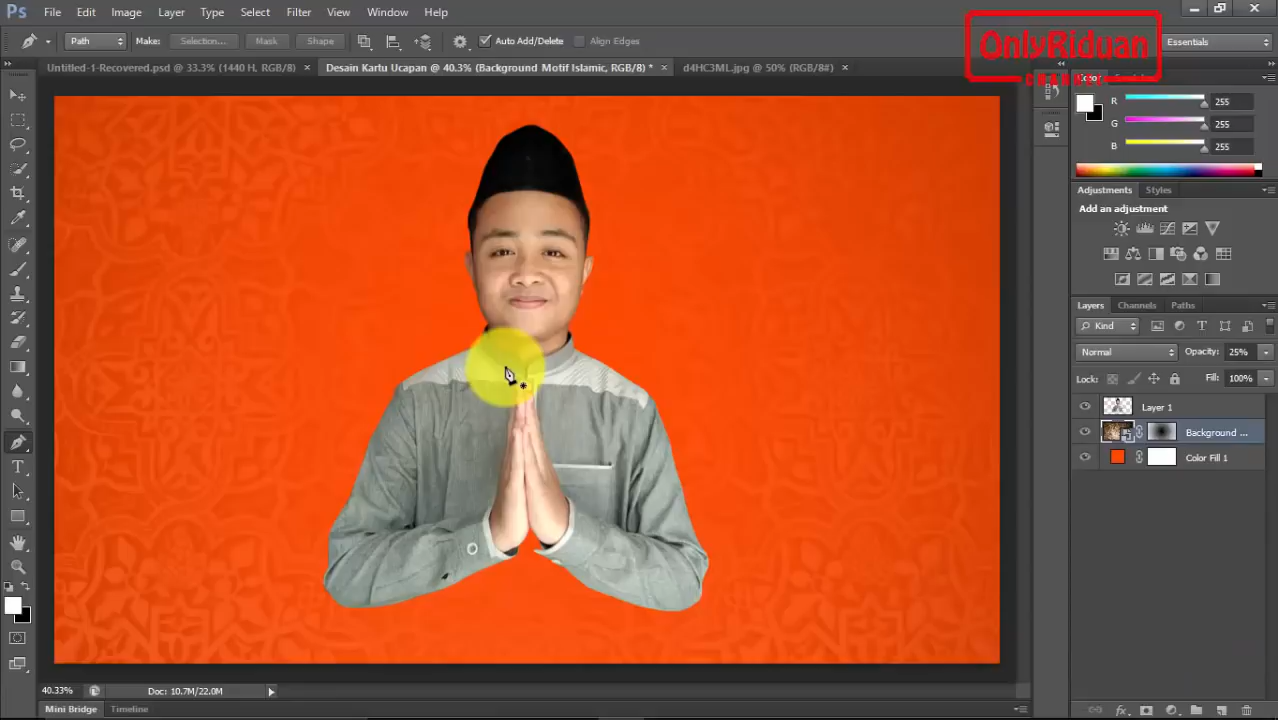 Ps File Edit Image Layer Type Select Filter View Window Help
Path Make: Selection... Mask Shape Auto Add/Delete Align Edges
OnlyRiduan
CHANNEL
Essentials
Untitled-1-Recovered.psd @ 33.3% (1440 H, RGB/8) × Desain Kartu Ucapan @ 40.3% (Background Motif Islamic, RGB/8) * × d4HC3ML.jpg @ 50% (RGB/8#) ×
Color
R 255
G 255
B 255
Adjustments Styles
Add an adjustment
Layers Channels Paths
Kind
Normal Opacity: 25%
Lock: Fill: 100%
Layer 1
Background ...
Color Fill 1
40.33% Doc: 10.7M/22.0M
Mini Bridge Timeline